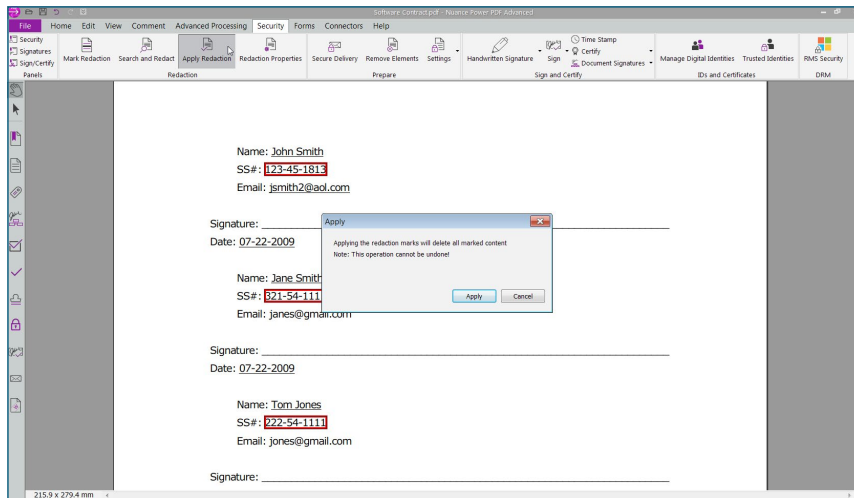 Software Contract.pdf - Nuance Power PDF Advanced
File Home Edit View Comment Advanced Processing Security Forms Connectors Help
Security
Signatures
Sign/Certify
Mark Redaction Search and Redact Apply Redaction Redaction Properties Secure Delivery Remove Elements Settings Handwritten Signature Sign
Time Stamp
Certify
Document Signatures
Manage Digital Identities Trusted Identities RMS Security
Panels Redaction Prepare Sign and Certify IDs and Certificates DRM
Name: John Smith
SS#: 123-45-1813
Email: jsmith2@aol.com
Signature:
Date: 07-22-2009
Apply
Applying the redaction marks will delete all marked content
Note: This operation cannot be undone!
Apply Cancel
Name: Jane Smith
SS#: 321-54-111
Email: janes@gmail.com
Signature:
Date: 07-22-2009
Name: Tom Jones
SS#: 222-54-1111
Email: jones@gmail.com
Signature:
215.9 x 279.4 mm